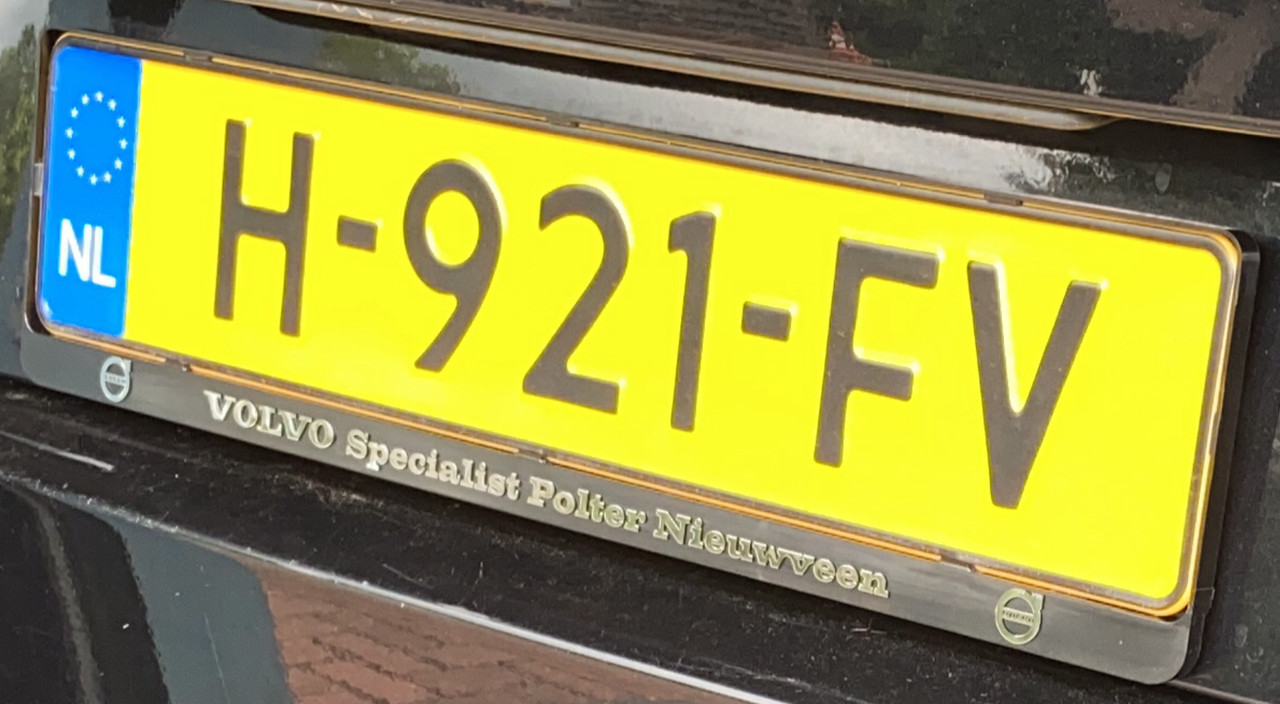 NL
H-921-FV
VOLVO Specialist Polter Nieuwveen